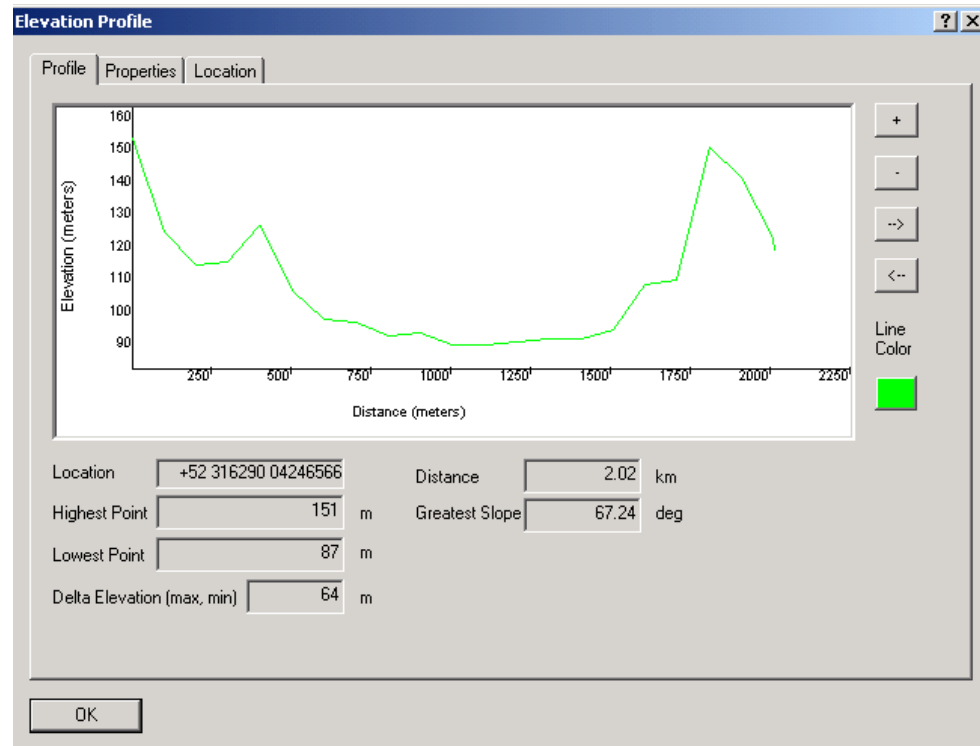 Elevation Profile
? X
Profile Properties Location
160
150
140
130
120
110
100
90
Elevation (meters)
250 500 750 1000 1250 1500 1750 2000 2250
Distance (meters)
+
-
-->
<--
Line
Color
Location +52 316290 04246566
Highest Point 151 m
Lowest Point 87 m
Delta Elevation (max, min) 64 m
Distance 2.02 km
Greatest Slope 67.24 deg
OK